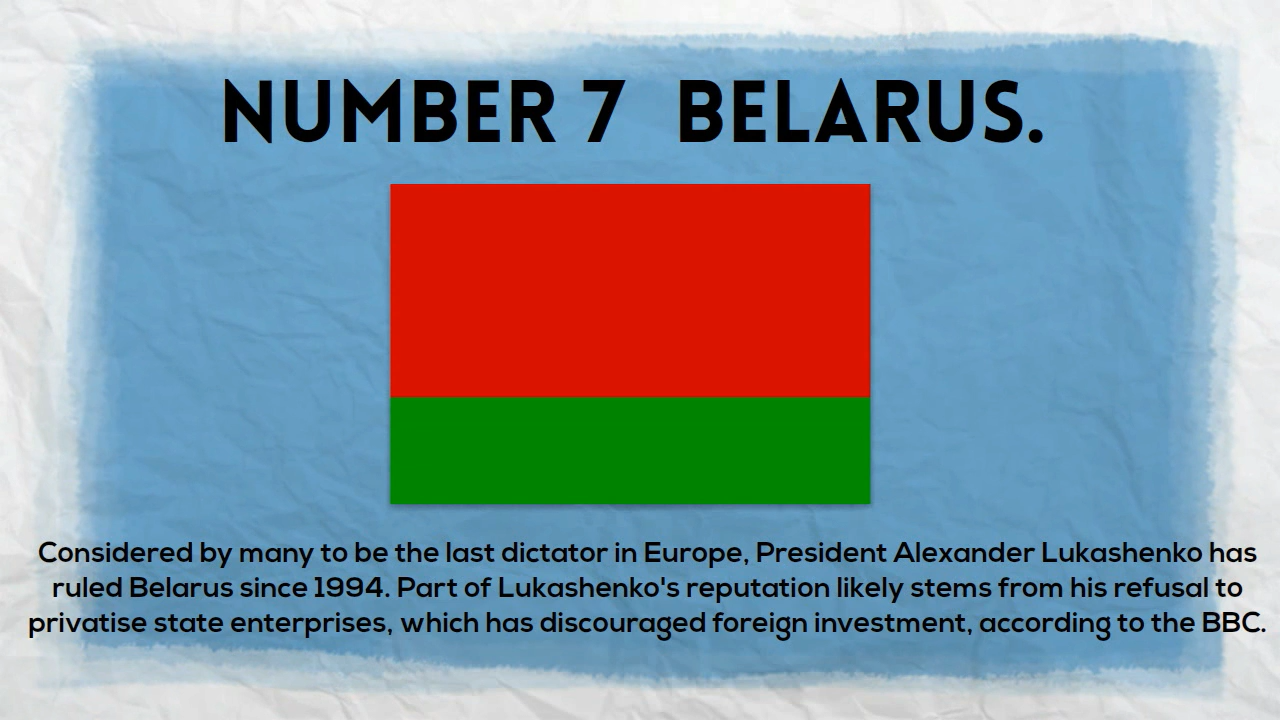 NUMBER 7 BELARUS.
Considered by many to be the last dictator in Europe, President Alexander Lukashenko has
ruled Belarus since 1994. Part of Lukashenko's reputation likely stems from his refusal to
privatise state enterprises, which has discouraged foreign investment, according to the BBC.